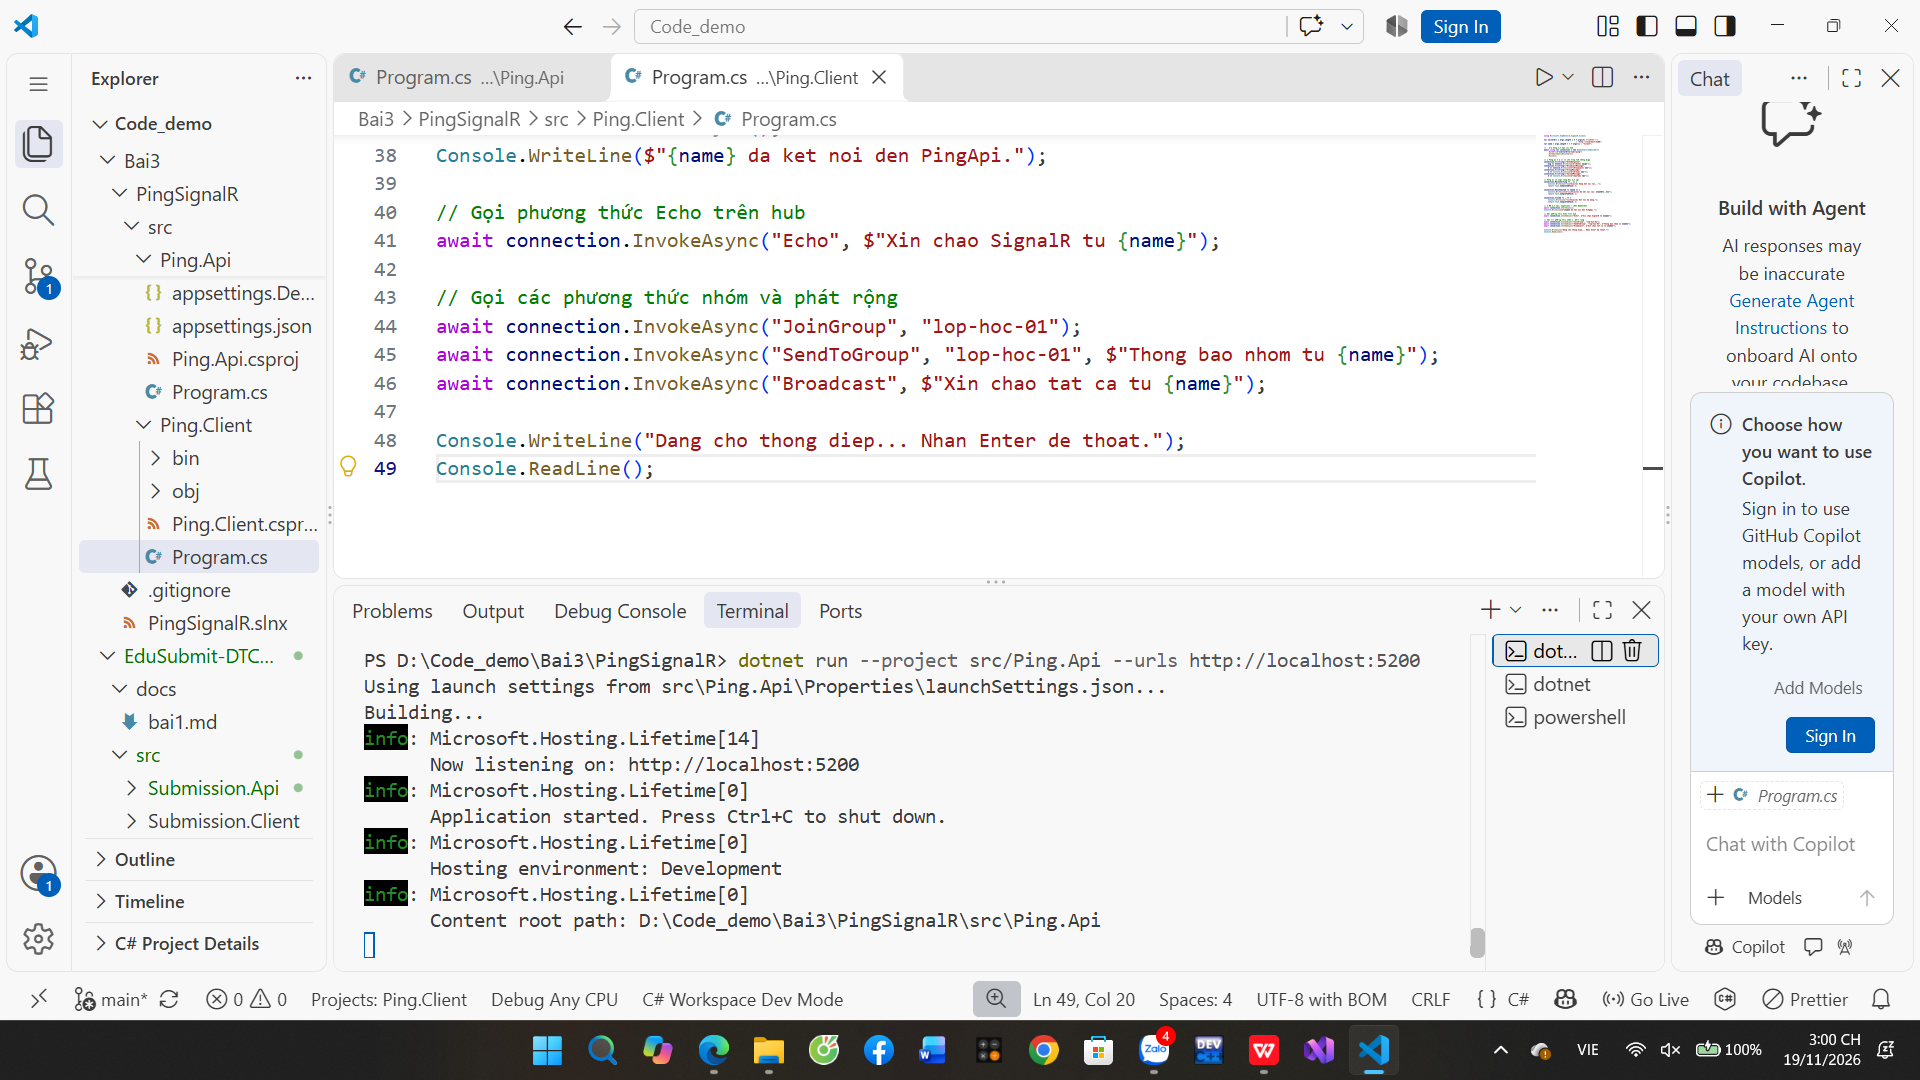 Code_demo
Sign In
Explorer
Code_demo
Bai3
PingSignalR
src
Ping.Api
appsettings.De...
appsettings.json
Ping.Api.csproj
Program.cs
Ping.Client
bin
obj
Ping.Client.cspr...
Program.cs
.gitignore
PingSignalR.slnx
EduSubmit-DTC...
docs
bai1.md
src
Submission.Api
Submission.Client
Outline
Timeline
C# Project Details
1
1
Program.cs ...\Ping.Api
Program.cs ...\Ping.Client
Bai3 > PingSignalR > src > Ping.Client > Program.cs
38 Console.WriteLine($"{name} da ket noi den PingApi.");
39
40 // Gọi phương thức Echo trên hub
41 await connection.InvokeAsync("Echo", $"Xin chao SignalR tu {name}");
42
43 // Gọi các phương thức nhóm và phát rộng
44 await connection.InvokeAsync("JoinGroup", "lop-hoc-01");
45 await connection.InvokeAsync("SendToGroup", "lop-hoc-01", $"Thong bao nhom tu {name}");
46 await connection.InvokeAsync("Broadcast", $"Xin chao tat ca tu {name}");
47
48 Console.WriteLine("Dang cho thong diep... Nhan Enter de thoat.");
49 Console.ReadLine();
Problems Output Debug Console Terminal Ports
PS D:\Code_demo\Bai3\PingSignalR> dotnet run --project src/Ping.Api --urls http://localhost:5200
Using launch settings from src\Ping.Api\Properties\launchSettings.json...
Building...
info: Microsoft.Hosting.Lifetime[14]
Now listening on: http://localhost:5200
info: Microsoft.Hosting.Lifetime[0]
Application started. Press Ctrl+C to shut down.
info: Microsoft.Hosting.Lifetime[0]
Hosting environment: Development
info: Microsoft.Hosting.Lifetime[0]
Content root path: D:\Code_demo\Bai3\PingSignalR\src\Ping.Api
dot...
dotnet
powershell
Chat
Build with Agent
AI responses may
be inaccurate
Generate Agent
Instructions to
onboard AI onto
your codebase
Choose how
you want to use
Copilot.
Sign in to use
GitHub Copilot
models, or add
a model with
your own API
key.
Add Models
Sign In
Program.cs
Chat with Copilot
Models
Copilot
main* 0 0 Projects: Ping.Client Debug Any CPU C# Workspace Dev Mode Ln 49, Col 20 Spaces: 4 UTF-8 with BOM CRLF { } C# Go Live Prettier
Zalo
4
DEV
VIE
100%
3:00 CH
19/11/2026